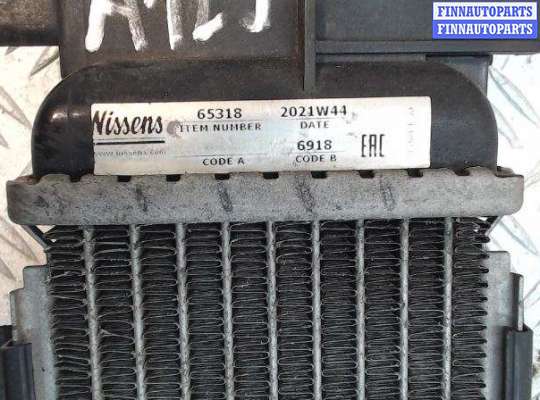 FINNAUTOPARTS
FINNAUTOPARTS
Nissens
www.nissens.com
65318 2021W44
ITEM NUMBER DATE
6918
CODE A CODE B
EAC